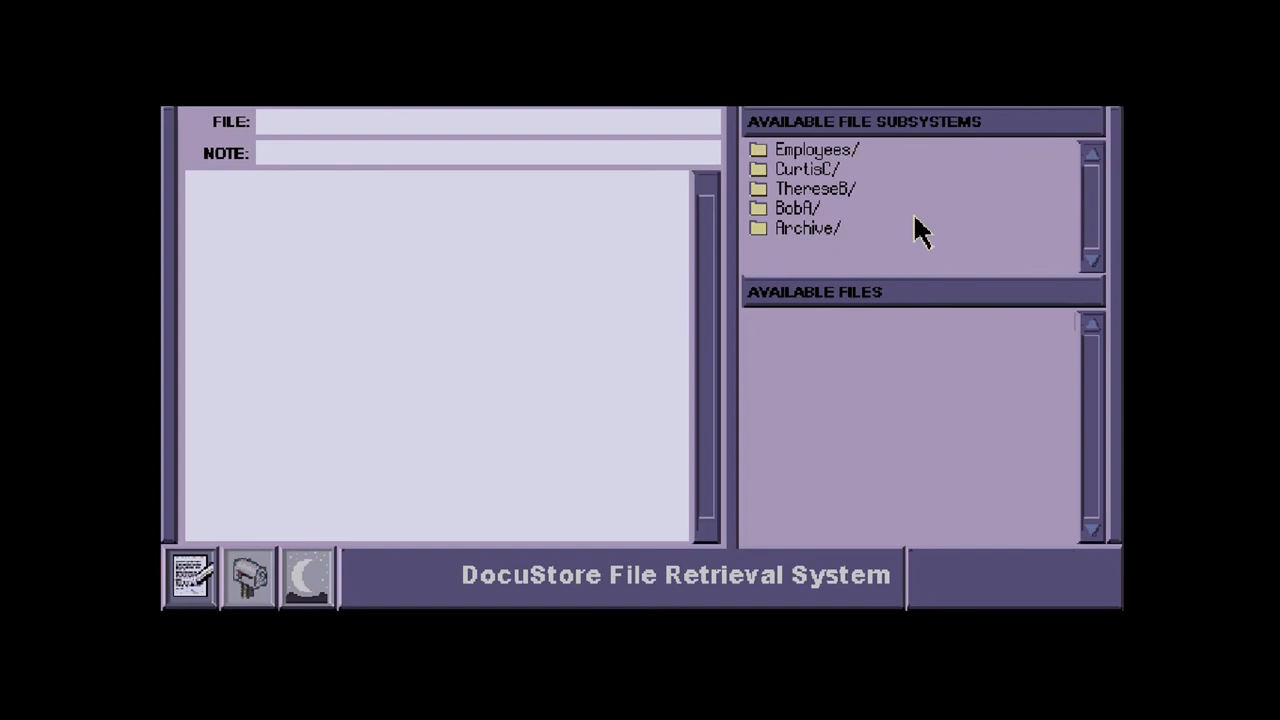 FILE:
NOTE:
AVAILABLE FILE SUBSYSTEMS
Employees/
CurtisC/
ThereseB/
BobA/
Archive/
AVAILABLE FILES
DocuStore File Retrieval System